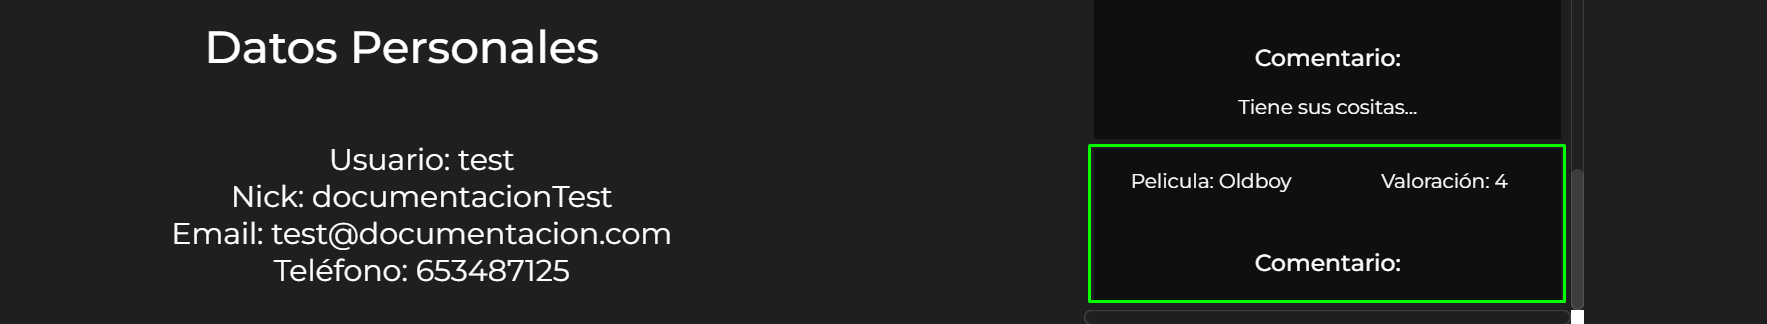 Datos Personales
Usuario: test
Nick: documentacionTest
Email: test@documentacion.com
Teléfono: 653487125
Comentario:
Tiene sus cositas...
Pelicula: Oldboy
Valoración: 4
Comentario: